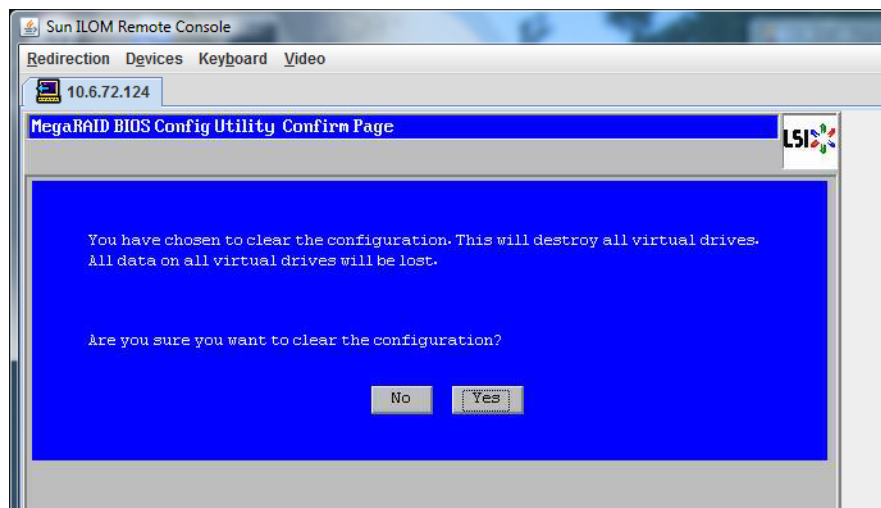 Sun ILOM Remote Console
Redirection Devices Keyboard Video
10.6.72.124
MegaRAID BIOS Config Utility Confirm Page
LSI
You have chosen to clear the configuration. This will destroy all virtual drives.
All data on all virtual drives will be lost.
Are you sure you want to clear the configuration?
No Yes